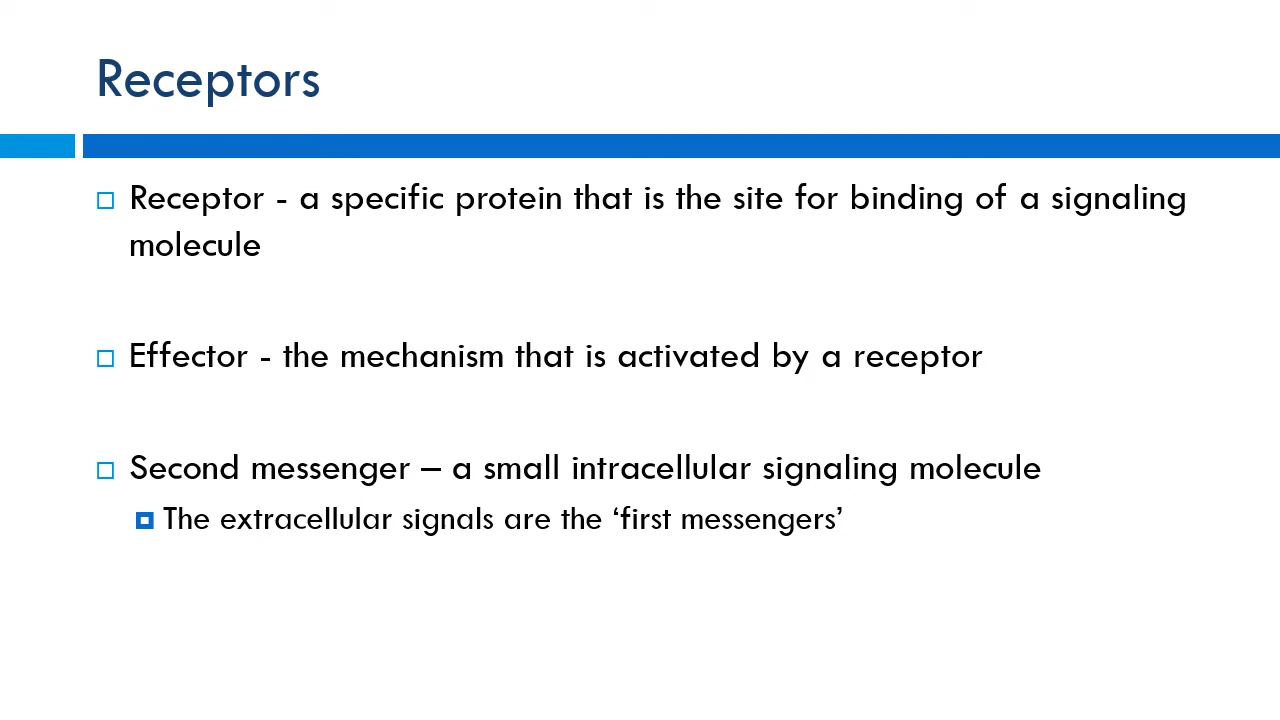 Receptors
Receptor - a specific protein that is the site for binding of a signaling
molecule
Effector - the mechanism that is activated by a receptor
Second messenger – a small intracellular signaling molecule
The extracellular signals are the ‘first messengers’